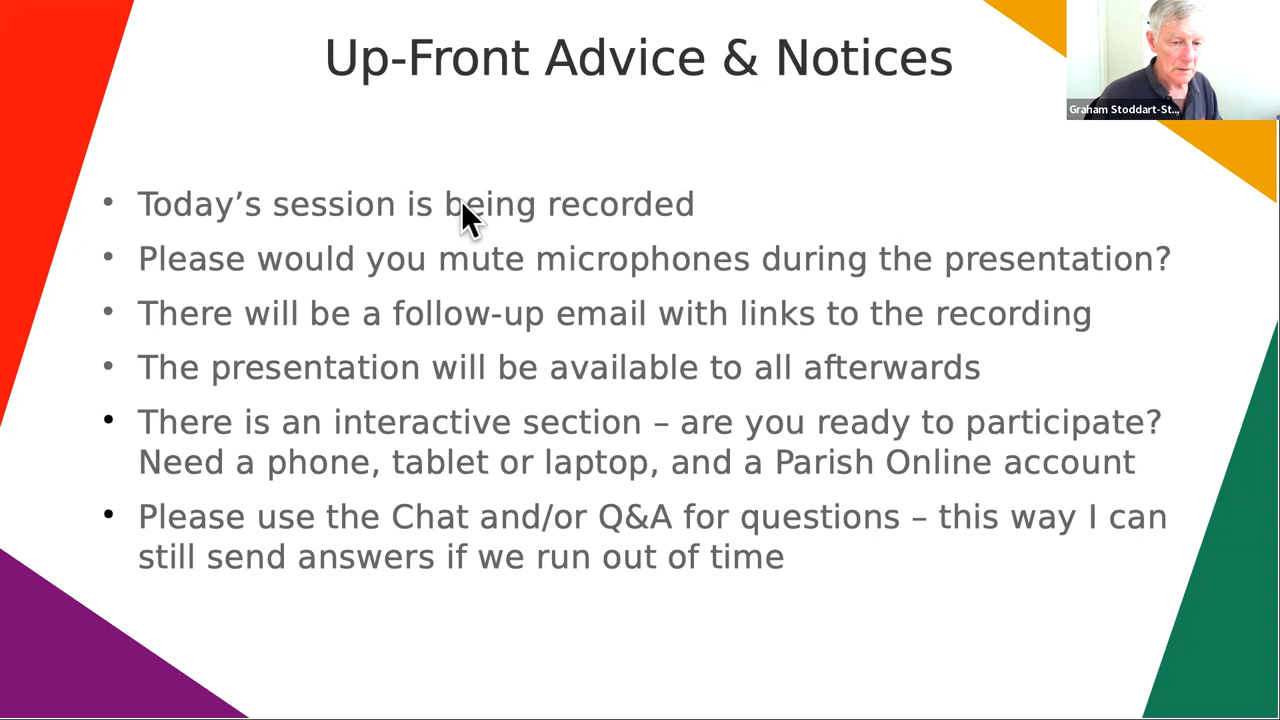 Up-Front Advice & Notices
Graham Stoddart-St...
• Today’s session is being recorded
• Please would you mute microphones during the presentation?
• There will be a follow-up email with links to the recording
• The presentation will be available to all afterwards
• There is an interactive section – are you ready to participate?
Need a phone, tablet or laptop, and a Parish Online account
• Please use the Chat and/or Q&A for questions – this way I can
still send answers if we run out of time